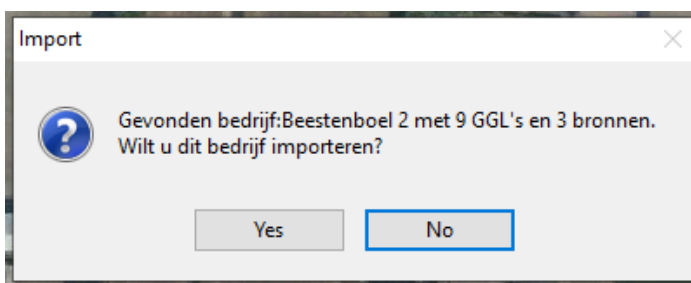 Import
Gevonden bedrijf:Beestenboel 2 met 9 GGL's en 3 bronnen.
Wilt u dit bedrijf importeren?
Yes
No